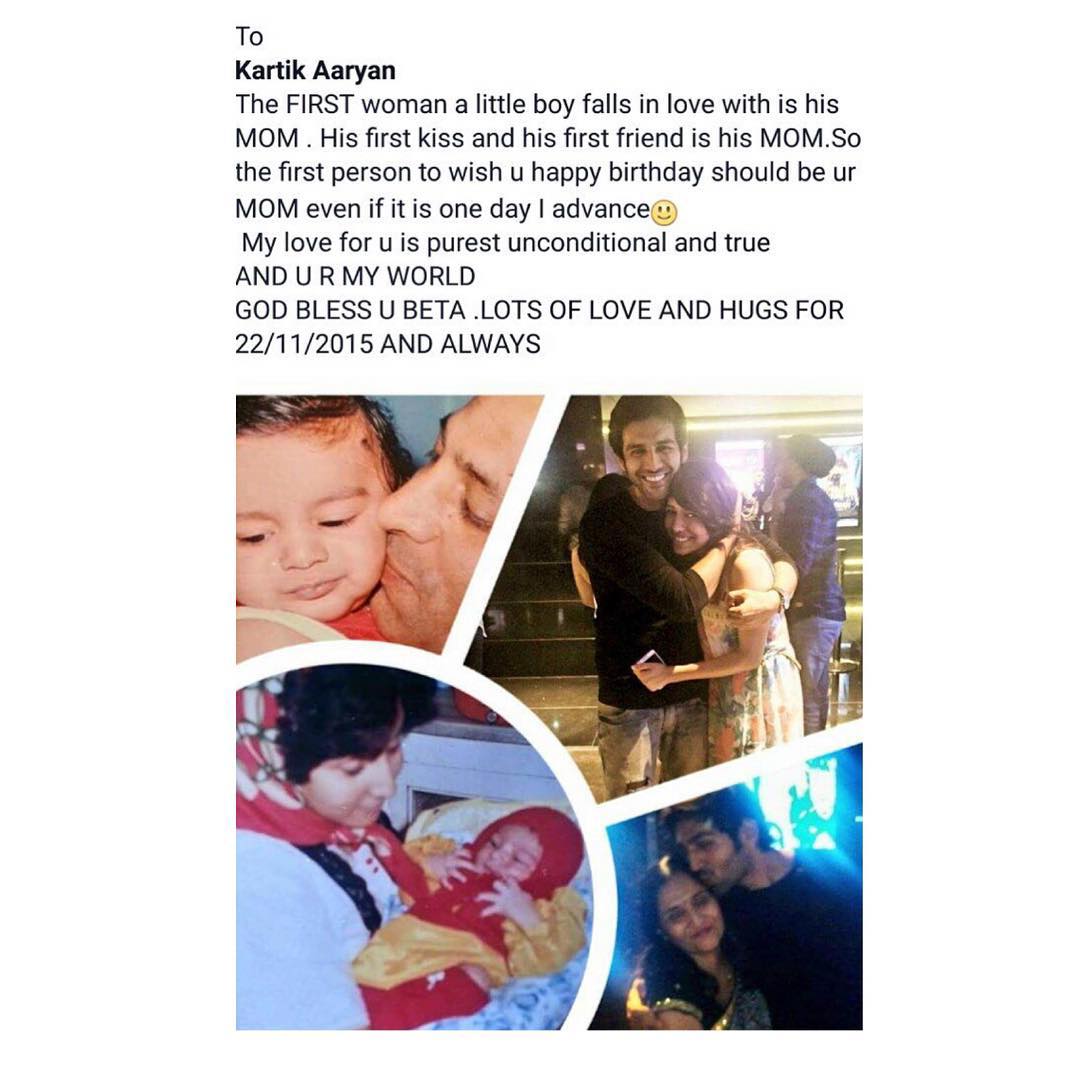 To
Kartik Aaryan
The FIRST woman a little boy falls in love with is his
MOM . His first kiss and his first friend is his MOM.So
the first person to wish u happy birthday should be ur
MOM even if it is one day I advance🙂
My love for u is purest unconditional and true
AND U R MY WORLD
GOD BLESS U BETA .LOTS OF LOVE AND HUGS FOR
22/11/2015 AND ALWAYS